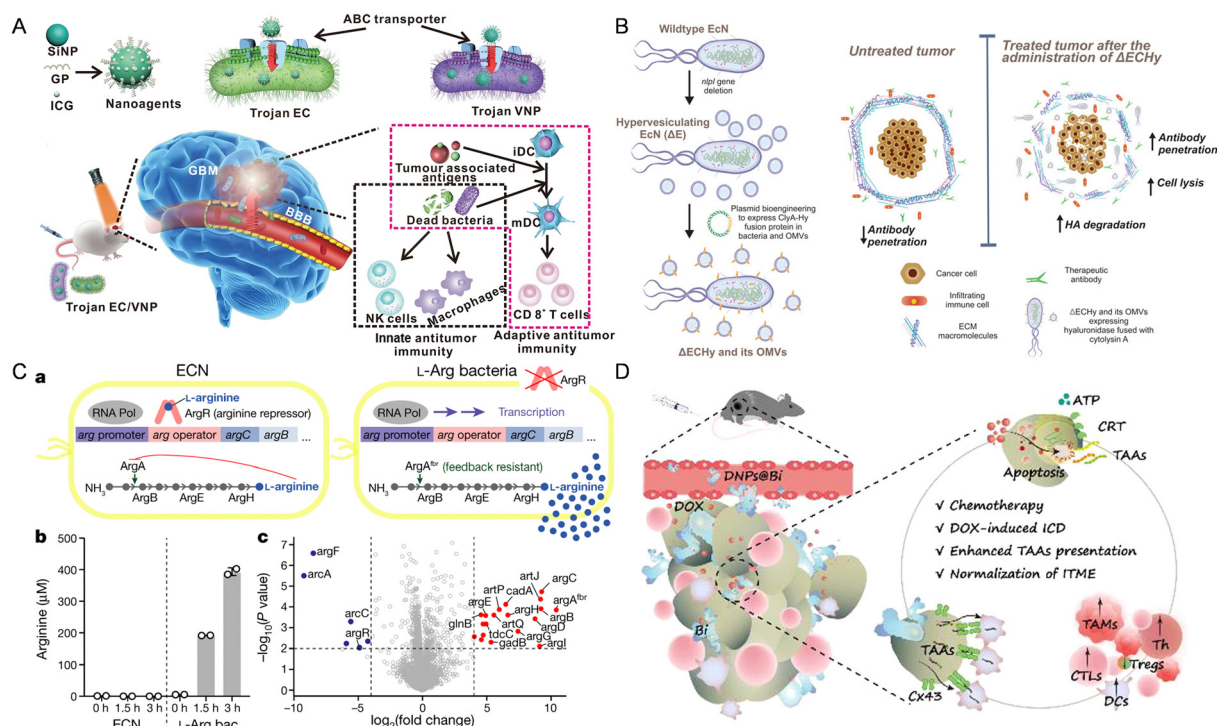 A
SiNP
GP
ICG
Nanoagents
ABC transporter
Trojan EC
Trojan VNP
GBM
BBB
Trojan EC/VNP
Tumour associated
antigens
Dead bacteria
iDC
mDC
NK cells
Macrophages
CD 8⁺ T cells
Innate antitumor
immunity
Adaptive antitumor
immunity
B
Wildtype EcN
nlpI gene
deletion
Hypervesiculating
EcN (ΔE)
Plasmid bioengineering
to express ClyA-Hy
fusion protein in
bacteria and OMVs
ΔECHy and its OMVs
Untreated tumor
Treated tumor after the
administration of ΔECHy
Antibody
penetration
Antibody
penetration
Cell lysis
HA degradation
Cancer cell
Infiltrating
immune cell
ECM
macromolecules
Therapeutic
antibody
ΔECHy and its OMVs
expressing
hyaluronidase fused with
cytolysin A
C
a
ECN
L-arginine
RNA Pol
ArgR (arginine repressor)
arg promoter arg operator argC argB ...
ArgA
NH₃
ArgB ArgE ArgH
L-arginine
L-Arg bacteria
ArgR
RNA Pol
Transcription
arg promoter arg operator argC argB ...
ArgA^fbr (feedback resistant)
NH₃
ArgB ArgE ArgH
L-arginine
b
Arginine (μM)
500
400
300
200
100
0
0 h 1.5 h 3 h 0 h 1.5 h 3 h
ECN L-Arg bac.
c
−log₁₀(P value)
7
6
5
4
3
2
1
0
−10 −5 0 5 10
log₂(fold change)
argF
arcA
arcC
argR
argE
glnB
artP
cadA
artJ
argC
argA^fbr
argH
argB
artQ
argD
tdcC
argG
gadB
argI
D
DNPs@Bi
DOX
Bi
ATP
CRT
TAAs
Apoptosis
√ Chemotherapy
√ DOX-induced ICD
√ Enhanced TAAs presentation
√ Normalization of ITME
TAAs
Cx43
TAMs
Th
Tregs
CTLs
DCs